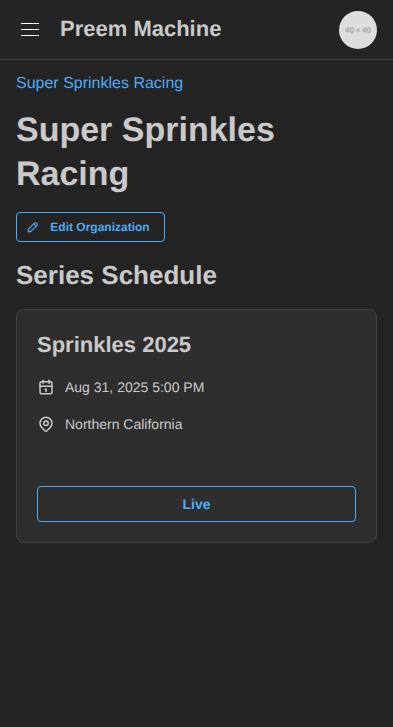 Preem Machine
40 × 40
Super Sprinkles Racing
Super Sprinkles
Racing
Edit Organization
Series Schedule
Sprinkles 2025
Aug 31, 2025 5:00 PM
Northern California
Live